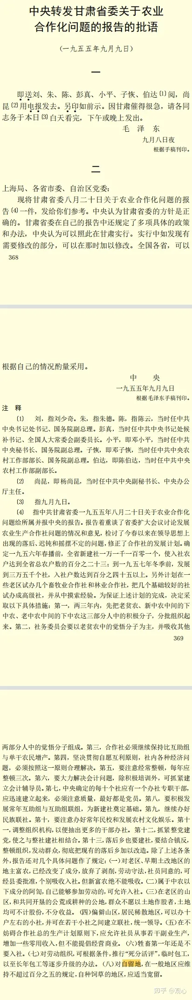 中央转发甘肃省委关于农业
合作化问题的报告的批语
(一九五五年九月九日)
一
即送刘、朱、陈、彭真、小平、子恢、伯达〔1〕阅，尚
昆〔2〕用电报发去。另印如前示。因甘肃催得很急，请各同
志务于本日〔3〕白天看完，下午或晚上发出。
毛 泽 东
九月八日夜
根据手稿刊印。
二
上海局、各省市委、自治区党委：
现将甘肃省委八月二十日关于农业合作化问题的报
告〔4〕一件，发给你们参考。中央认为甘肃省委的方针是正
确的。甘肃省委在自己的报告中还规定了多项具体的政策
和办法，中央认为可以照此在甘肃实行。实行中如发现有
需要修改的部分，可以在那时加以修改。全国各省，可以
368
根据自己的情况酌量采用。
中 央
一九五五年九月九日
根据毛泽东手稿刊印。
注 释
〔1〕 刘，指刘少奇。朱，指朱德。陈，指陈云，当时任中共
中央书记处书记、国务院副总理。彭真，当时任中共中央书记处候
补书记、全国人大常委会副委员长。小平，即邓小平，当时任中共
中央秘书长、国务院副总理。子恢，即邓子恢，当时任中共中央农
村工作部部长、国务院副总理。伯达，即陈伯达，当时任中共中央
农村工作部副部长。
〔2〕 尚昆，即杨尚昆，当时任中共中央副秘书长、中央办公
厅主任。
〔3〕 指九月九日。
〔4〕 指中共甘肃省委一九五五年八月二十日关于农业合作化
问题给所属并报中央的报告。报告着重谈了省委扩大会议讨论发展
农业生产合作社问题的情况和意见，检讨了今春以来在领导思想上
出现的落后、迟钝和摇摆不定的问题，修正了合作社的发展计划。确
定一九五六年春播前，全省新建社一万一千一百零一个，使入社农
户达到全省总农户数的百分之二十三；到一九五七年冬季前，发展
到三万五千个社，入社户数达到百分之四十五以上。另外计划在一
些老区试办几个畜牧业合作社和林业合作社，把几个基础较好的社
试办成高级社，并从中摸索经验。为保证上述计划的完成，决定采
取以下具体措施：第一，两三年内，先把老贫农、新中农中间的下
中农、老中农中间的下中农这三部分人中的积极分子，分批组织起
来。第二，社务委员会要以老贫农中的觉悟分子为主，并吸收其他
369
两部分人中的觉悟分子组成。第三，合作社必须继续保持比互助组
与单干农民增产。第四，坚决贯彻自愿互利原则，社内各种经济问
题，必须按照这一原则合理解决。第五，要注意经常整顿，每年应
整顿三次。第六，要大力解决会计问题，除积极培训外，可抓紧建
立会计辅导员。第七，中央确定的每十个社应有一个办社专职干部，
应迅速建立起来，必须注意质量，最好都是党员。第八，要积极发
展常年互助组与互助组联组，为新建社奠定基础。第九，继续办好
民族联社。第十，要注意办好常年民校和发展农村文化娱乐。第十
一，调整组织机构，以便抽出更多的干部办社。第十二，抓紧整党建
党，使之与整社建社相结合。第十三，落后乡也要建社，要结合镇反，
整顿组织，发动群众，彻底把现有的落后乡加以改造。除了上述各条
外，报告还对几个具体问题作了规定：(一)对老区、早期土改地区的
地主富农，已经改变了成分，放弃了剥削，劳动守法，社员同意的，可
经县委批准，个别吸收入社。但新富农绝不能吸收。(二)属于中农以
下成分的阿訇，自己能够参加劳动的，可允许入社。(三)在老区的山
区，和共同开垦的公荒或耕种的公地，群众不愿以土地作股者，土地
均可不计股份，不分收益。(四)偏僻山区，居民稀散地区，可以办十
户左右的小社，并可在若干小社之间建立联社，统一领导。(五)在不
妨碍合作社总的生产计划原则下，应允许社员从事若干副业生产，
增加一些零用收入，但不能提倡经营商业。(六)牲畜第一年还是不
要入社。(七)对劳动组织，可根据条件，推行“死分活评”，临时包工，
以至长年包工等逐步升级的办法。(八)对自留地，在一般地区应维
持不超过百分之五的规定，自种饲草的地区，应适当宽留。
知乎 @观心